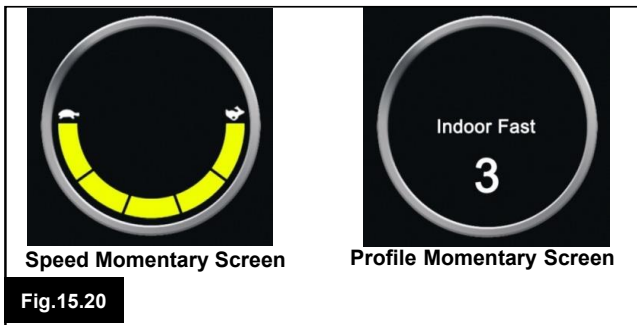 Indoor Fast
3
Speed Momentary Screen
Profile Momentary Screen
Fig.15.20